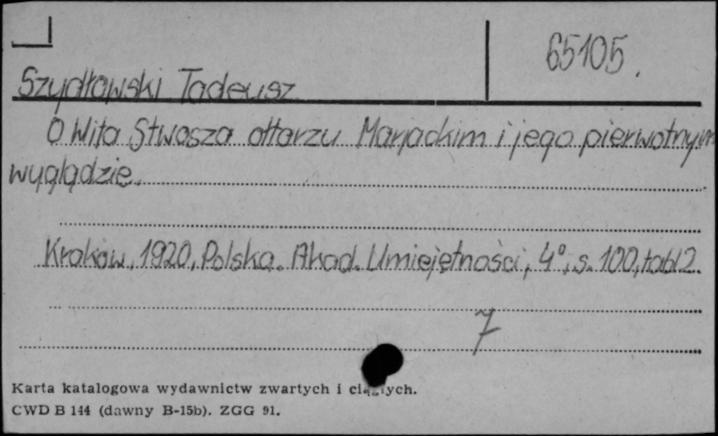 65105.
Szydłowski Tadeusz
O Wita Stwosza ołtarzu Marjackim i jego pierwotnym
wyglądzie.
Kraków, 1920, Polska. Akad. Umiejętności, 4°, s. 100, tabl 2.
7
Karta katalogowa wydawnictw zwartych i ciągłych.
CWD B 144 (dawny B-15b). ZGG 91.